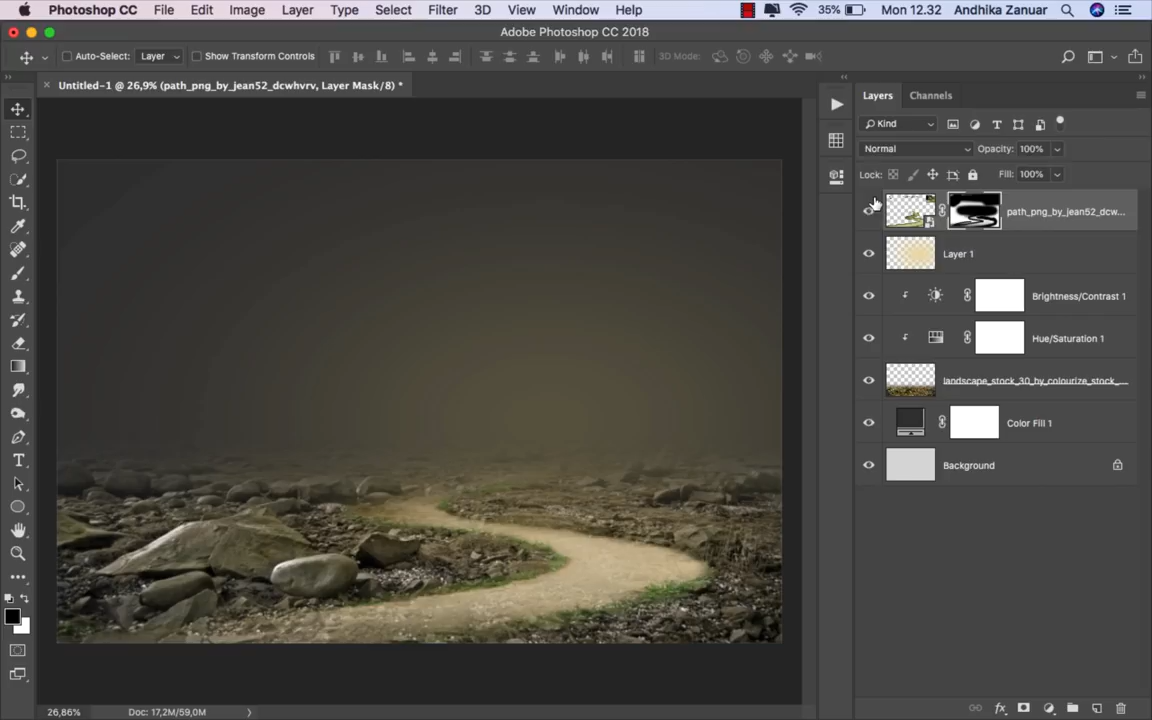 Photoshop CC File Edit Image Layer Type Select Filter 3D View Window Help 35% Mon 12.32 Andhika Zanuar
Adobe Photoshop CC 2018
Auto-Select: Layer Show Transform Controls 3D Mode:
Untitled-1 @ 26,9% (path_png_by_jean52_dcwhvrv, Layer Mask/8) *
Layers Channels
Kind
Normal Opacity: 100%
Lock: Fill: 100%
path_png_by_jean52_dcw...
Layer 1
Brightness/Contrast 1
Hue/Saturation 1
landscape_stock_30_by_colourize_stock_...
Color Fill 1
Background
26,86% Doc: 17,2M/59,0M